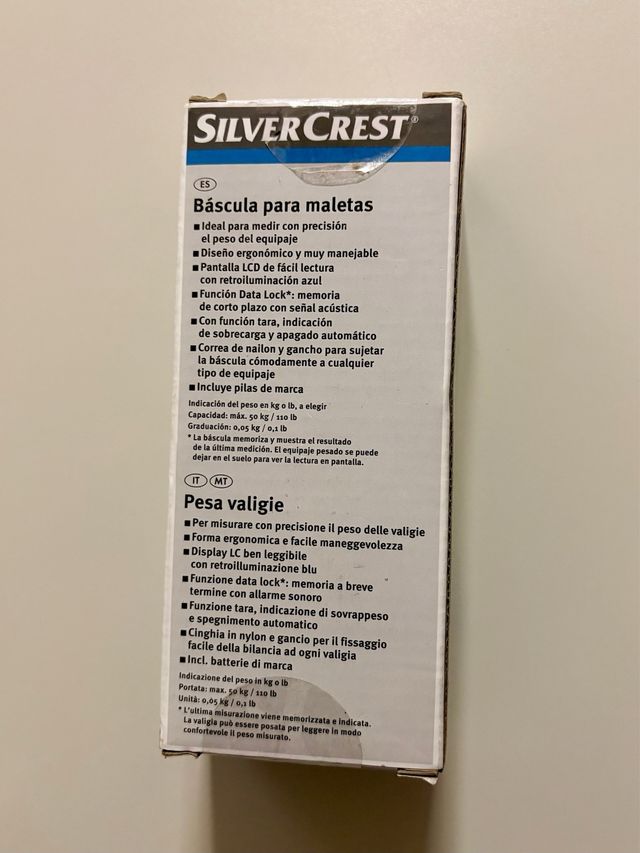 SILVERCREST®
ES
Báscula para maletas
■ Ideal para medir con precisión
el peso del equipaje
■ Diseño ergonómico y muy manejable
■ Pantalla LCD de fácil lectura
con retroiluminación azul
■ Función Data Lock*: memoria
de corto plazo con señal acústica
■ Con función tara, indicación
de sobrecarga y apagado automático
■ Correa de nailon y gancho para sujetar
la báscula cómodamente a cualquier
tipo de equipaje
■ Incluye pilas de marca
Indicación del peso en kg o lb, a elegir
Capacidad: máx. 50 kg / 110 lb
Graduación: 0,05 kg / 0,1 lb
* La báscula memoriza y muestra el resultado
de la última medición. El equipaje pesado se puede
dejar en el suelo para ver la lectura en pantalla.
IT MT
Pesa valigie
■ Per misurare con precisione il peso delle valigie
■ Forma ergonomica e facile maneggevolezza
■ Display LC ben leggibile
con retroilluminazione blu
■ Funzione data lock*: memoria a breve
termine con allarme sonoro
■ Funzione tara, indicazione di sovrappeso
e spegnimento automatico
■ Cinghia in nylon e gancio per il fissaggio
facile della bilancia ad ogni valigia
■ Incl. batterie di marca
Indicazione del peso in kg o lb
Portata: max. 50 kg / 110 lb
Unità: 0,05 kg / 0,1 lb
* L'ultima misurazione viene memorizzata e indicata.
La valigia può essere posata per leggere in modo
confortevole il peso misurato.